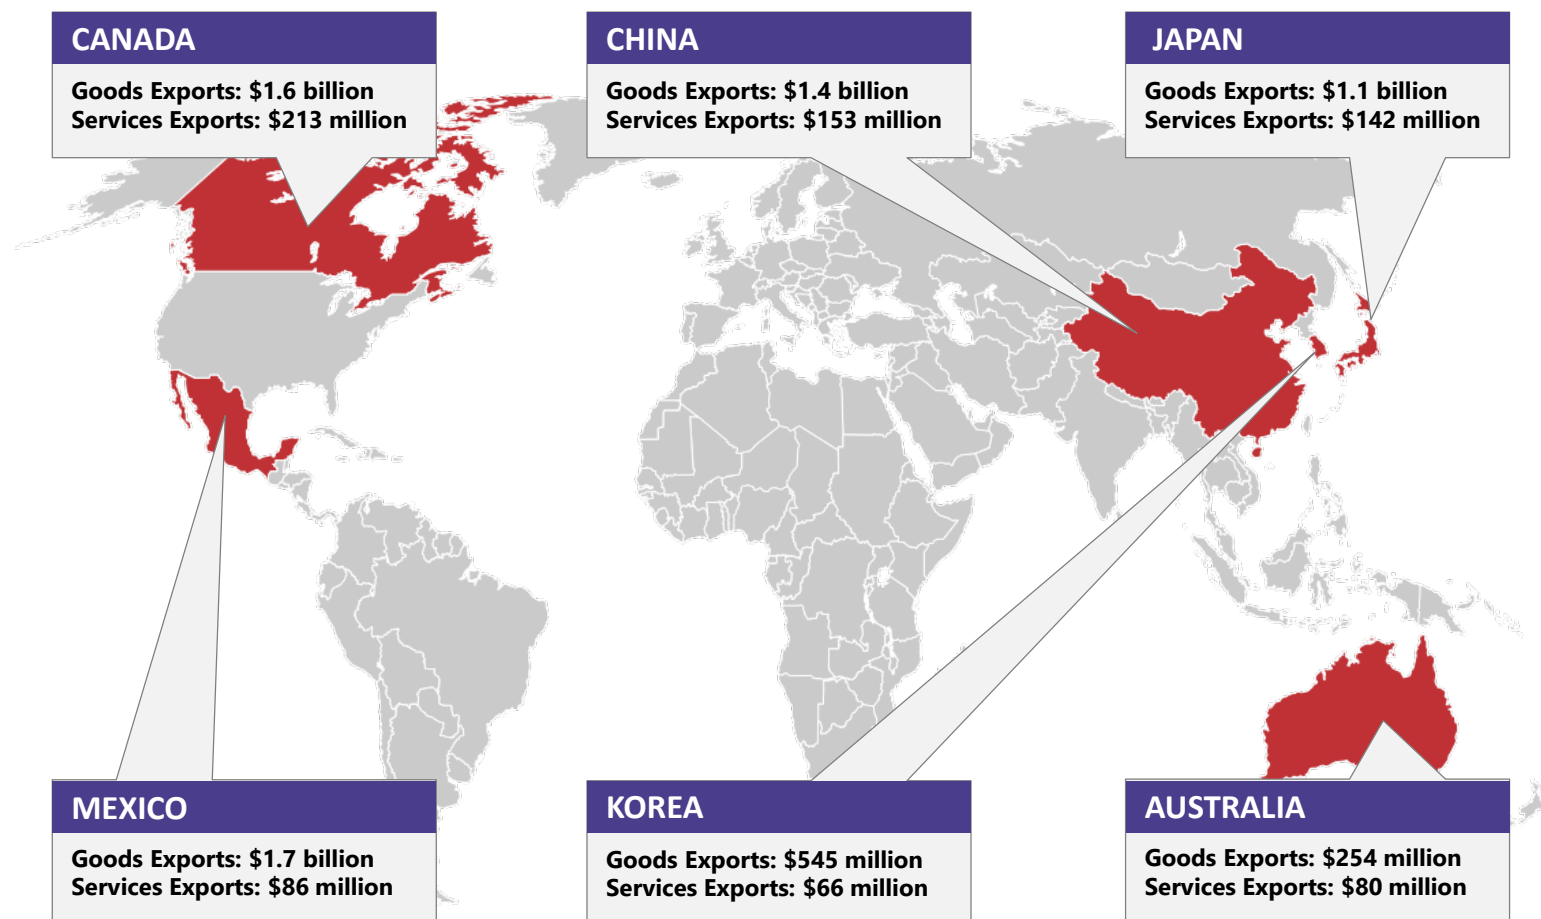 CANADA
Goods Exports: $1.6 billion
Services Exports: $213 million
CHINA
Goods Exports: $1.4 billion
Services Exports: $153 million
JAPAN
Goods Exports: $1.1 billion
Services Exports: $142 million
MEXICO
Goods Exports: $1.7 billion
Services Exports: $86 million
KOREA
Goods Exports: $545 million
Services Exports: $66 million
AUSTRALIA
Goods Exports: $254 million
Services Exports: $80 million